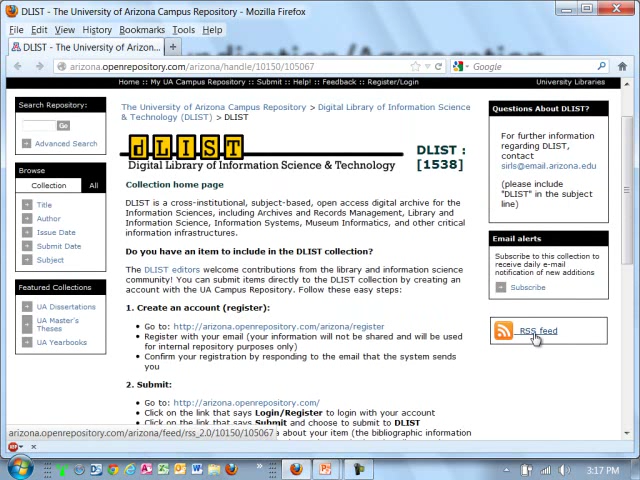 DLIST - The University of Arizona Campus Repository - Mozilla Firefox
File Edit View History Bookmarks Tools Help
DLIST - The University of Arizon...
arizona.openrepository.com/arizona/handle/10150/105067
Google
Home :: My UA Campus Repository :: Submit :: Help! :: Feedback :: Register/Login
University Libraries
Search Repository:
Go
Advanced Search
Browse
Collection
All
Title
Author
Issue Date
Submit Date
Subject
Featured Collections
UA Dissertations
UA Master's
Theses
UA Yearbooks
The University of Arizona Campus Repository > Digital Library of Information Science
& Technology (DLIST) > DLIST
dLIST
Digital Library of Information Science & Technology
DLIST :
[1538]
Collection home page
DLIST is a cross-institutional, subject-based, open access digital archive for the
Information Sciences, including Archives and Records Management, Library and
Information Science, Information Systems, Museum Informatics, and other critical
information infrastructures.
Do you have an item to include in the DLIST collection?
The DLIST editors welcome contributions from the library and information science
community! You can submit items directly to the DLIST collection by creating an
account with the UA Campus Repository. Follow these easy steps:
1. Create an account (register):
Go to: http://arizona.openrepository.com/arizona/register
Register with your email (your information will not be shared and will be used
for internal repository purposes only)
Confirm your registration by responding to the email that the system sends
you
2. Submit:
Go to: http://arizona.openrepository.com/arizona/
Click on the link that says Login/Register to login with your account
Click on the link that says Submit and choose to submit to DLIST
about your item (the bibliographic information
Questions About DLIST?
For further information
regarding DLIST,
contact
sirls@email.arizona.edu
(please include
"DLIST" in the subject
line)
Email alerts
Subscribe to this collection to
receive daily e-mail
notification of new additions
Subscribe
RSS feed
arizona.openrepository.com/arizona/feed/rss_2.0/10150/105067
3:17 PM